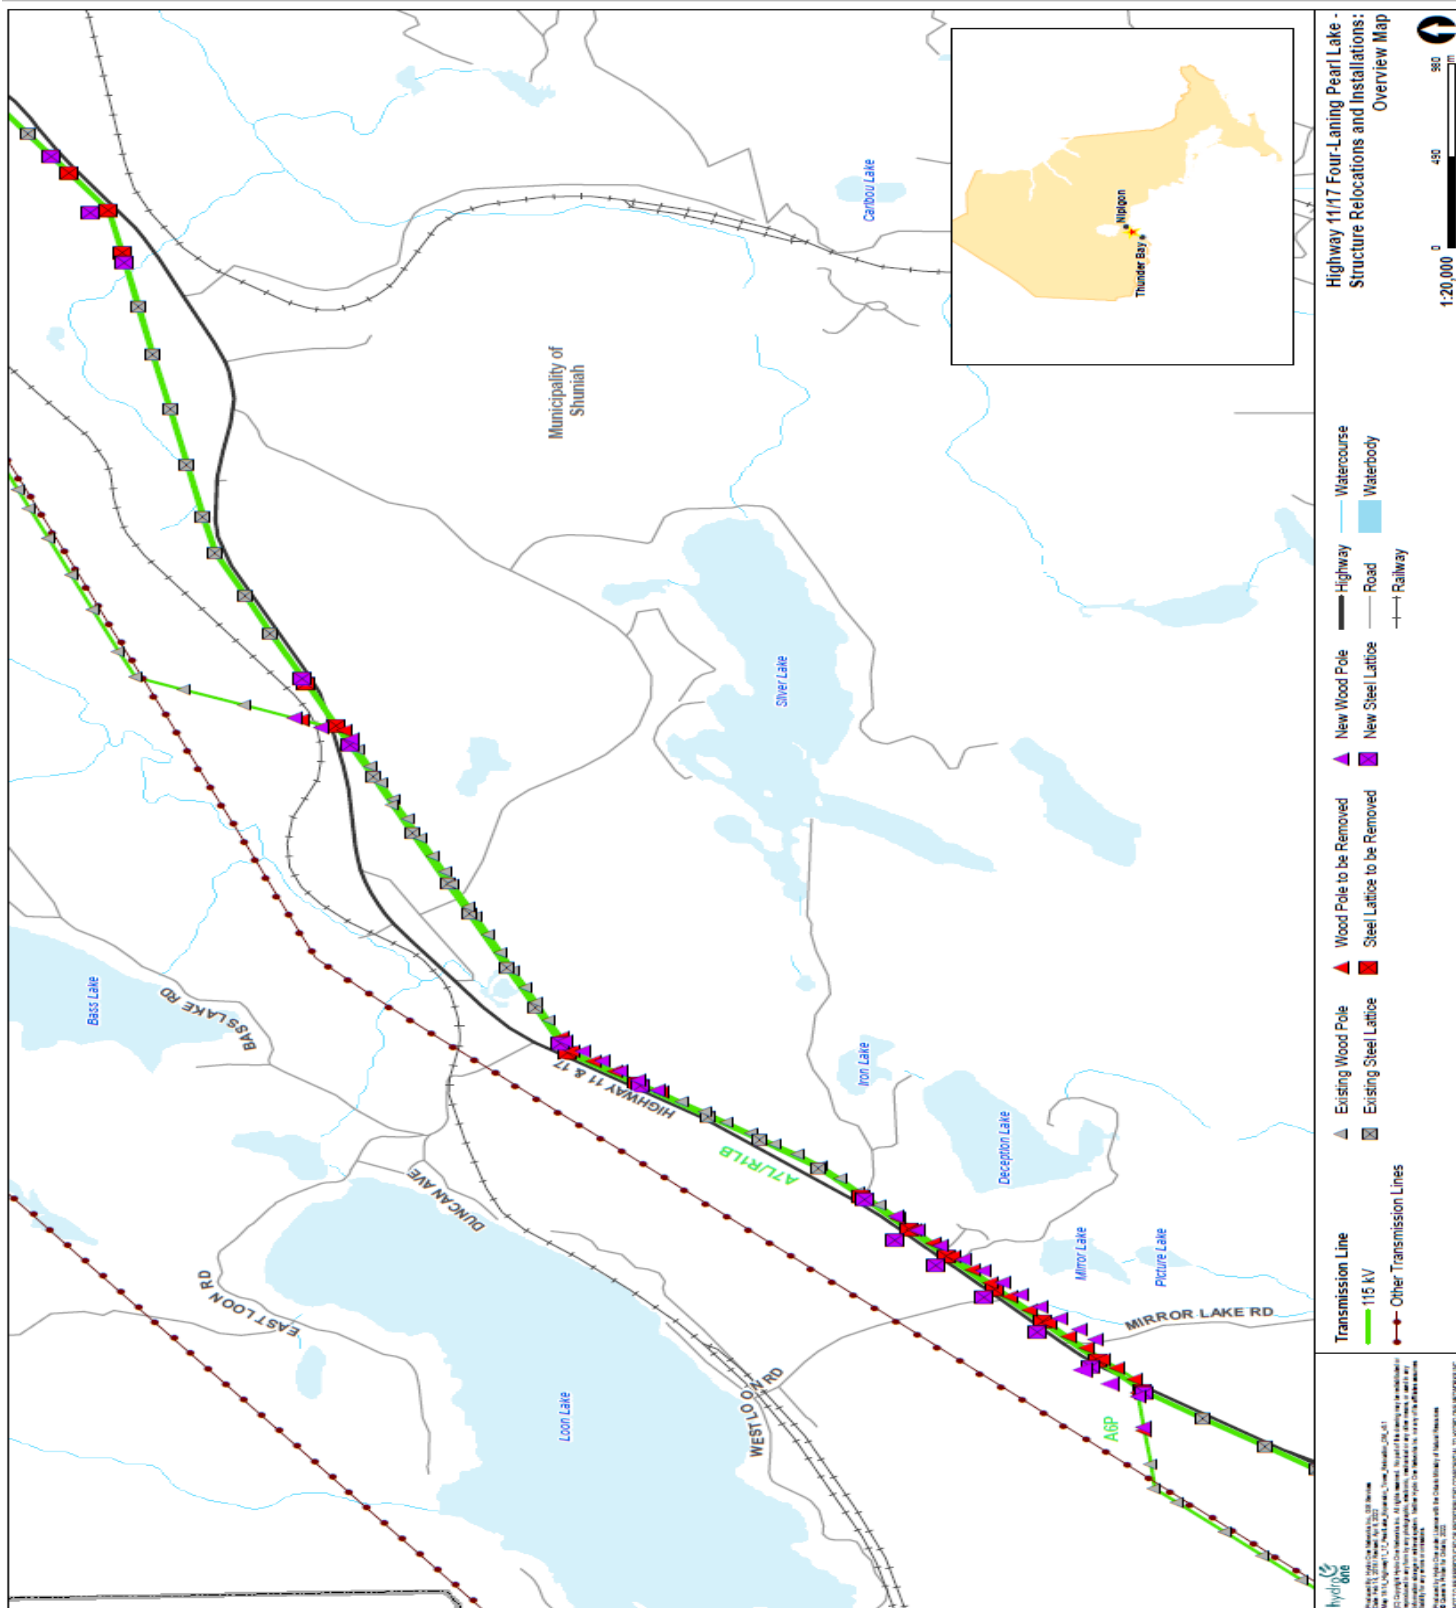 Highway 11/17 Four-Laning Pearl Lake -
Structure Relocations and Installations:
Overview Map
0 490 980
m
1:20,000
Nipigon
Thunder Bay
Caribou Lake
Municipality of
Shuniah
Silver Lake
Bass Lake
BASS LAKE RD
HIGHWAY 11 & 17
Iron Lake
Deception Lake
A7L/R1LB
DUNCAN AVE
EAST LOON RD
Loon Lake
WEST LOON RD
Mirror Lake
Picture Lake
MIRROR LAKE RD
A6P
Transmission Line
115 kV
Other Transmission Lines
Existing Wood Pole
Existing Steel Lattice
Wood Pole to be Removed
Steel Lattice to be Removed
New Wood Pole
New Steel Lattice
Highway
Road
Railway
Watercourse
Waterbody
hydro
one